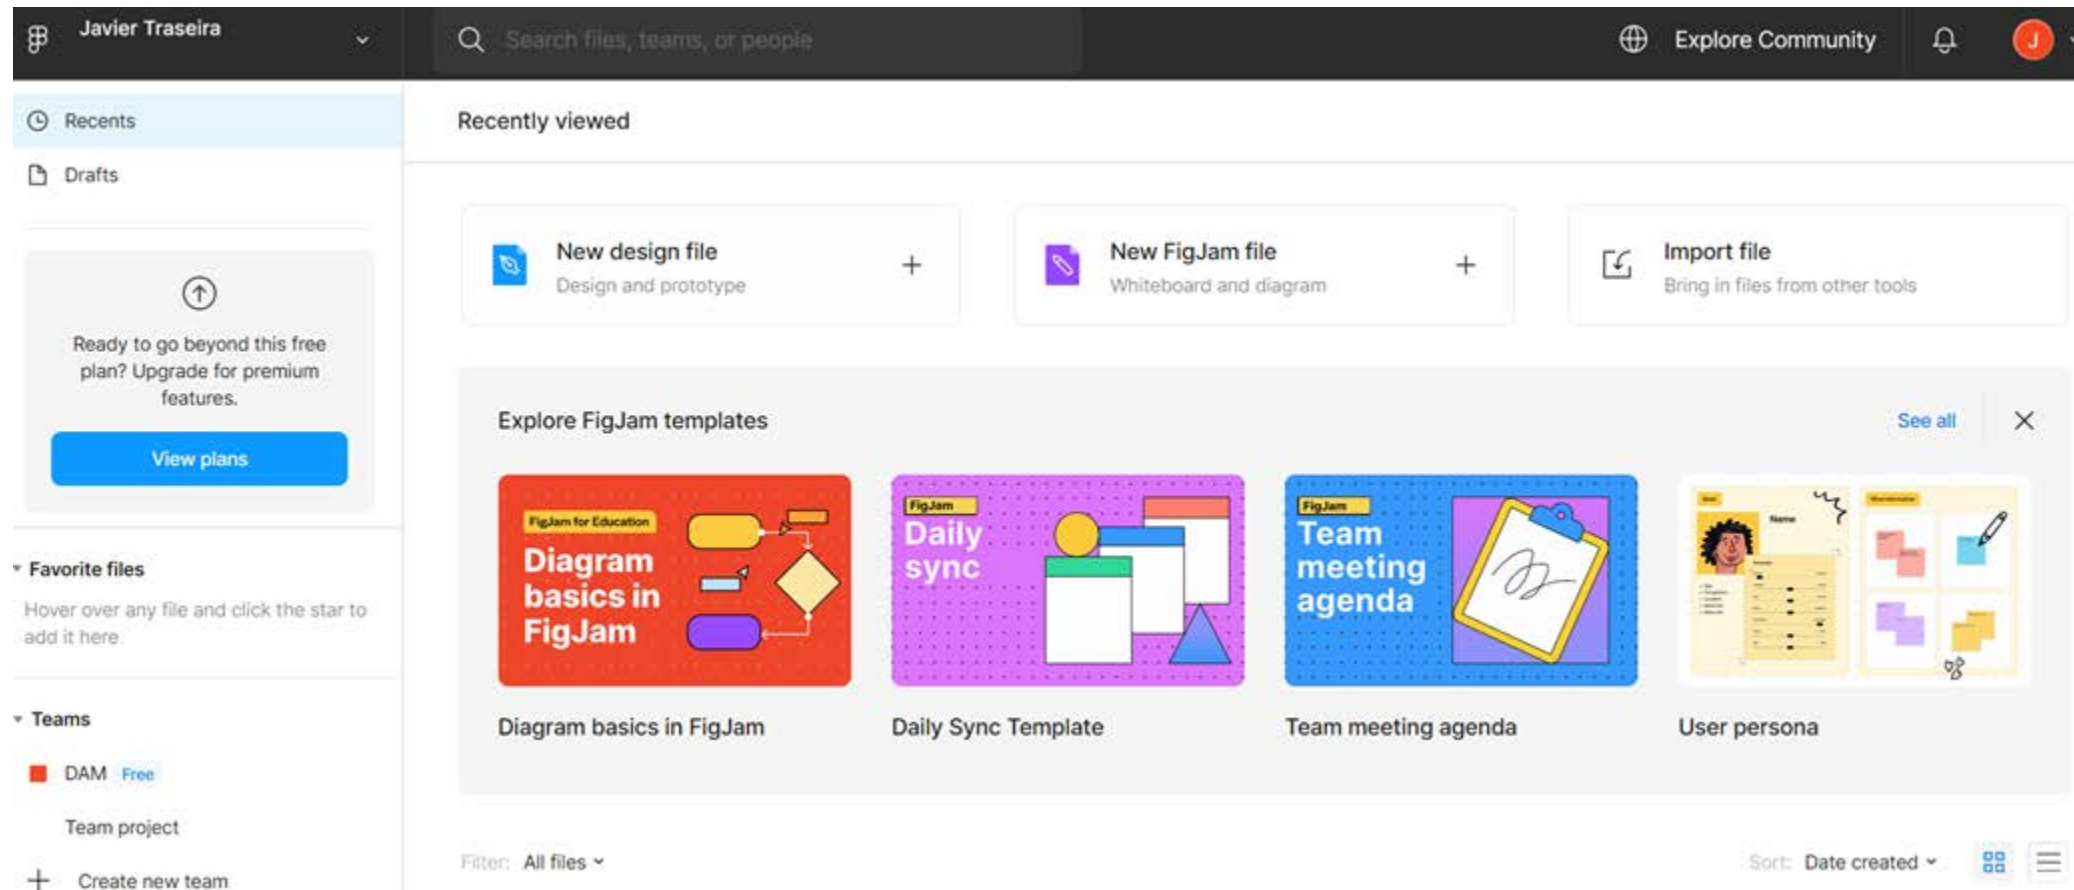 Javier Traseira
Search files, teams, or people
Explore Community
J
Recents
Drafts
Recently viewed
New design file
Design and prototype
New FigJam file
Whiteboard and diagram
Import file
Bring in files from other tools
Ready to go beyond this free
plan? Upgrade for premium
features.
View plans
Explore FigJam templates
See all
FigJam for Education
Diagram
basics in
FigJam
FigJam
Daily
sync
FigJam
Team
meeting
agenda
Name
Diagram basics in FigJam
Daily Sync Template
Team meeting agenda
User persona
Favorite files
Hover over any file and click the star to
add it here
Teams
DAM Free
Team project
Create new team
Filter: All files
Sort: Date created